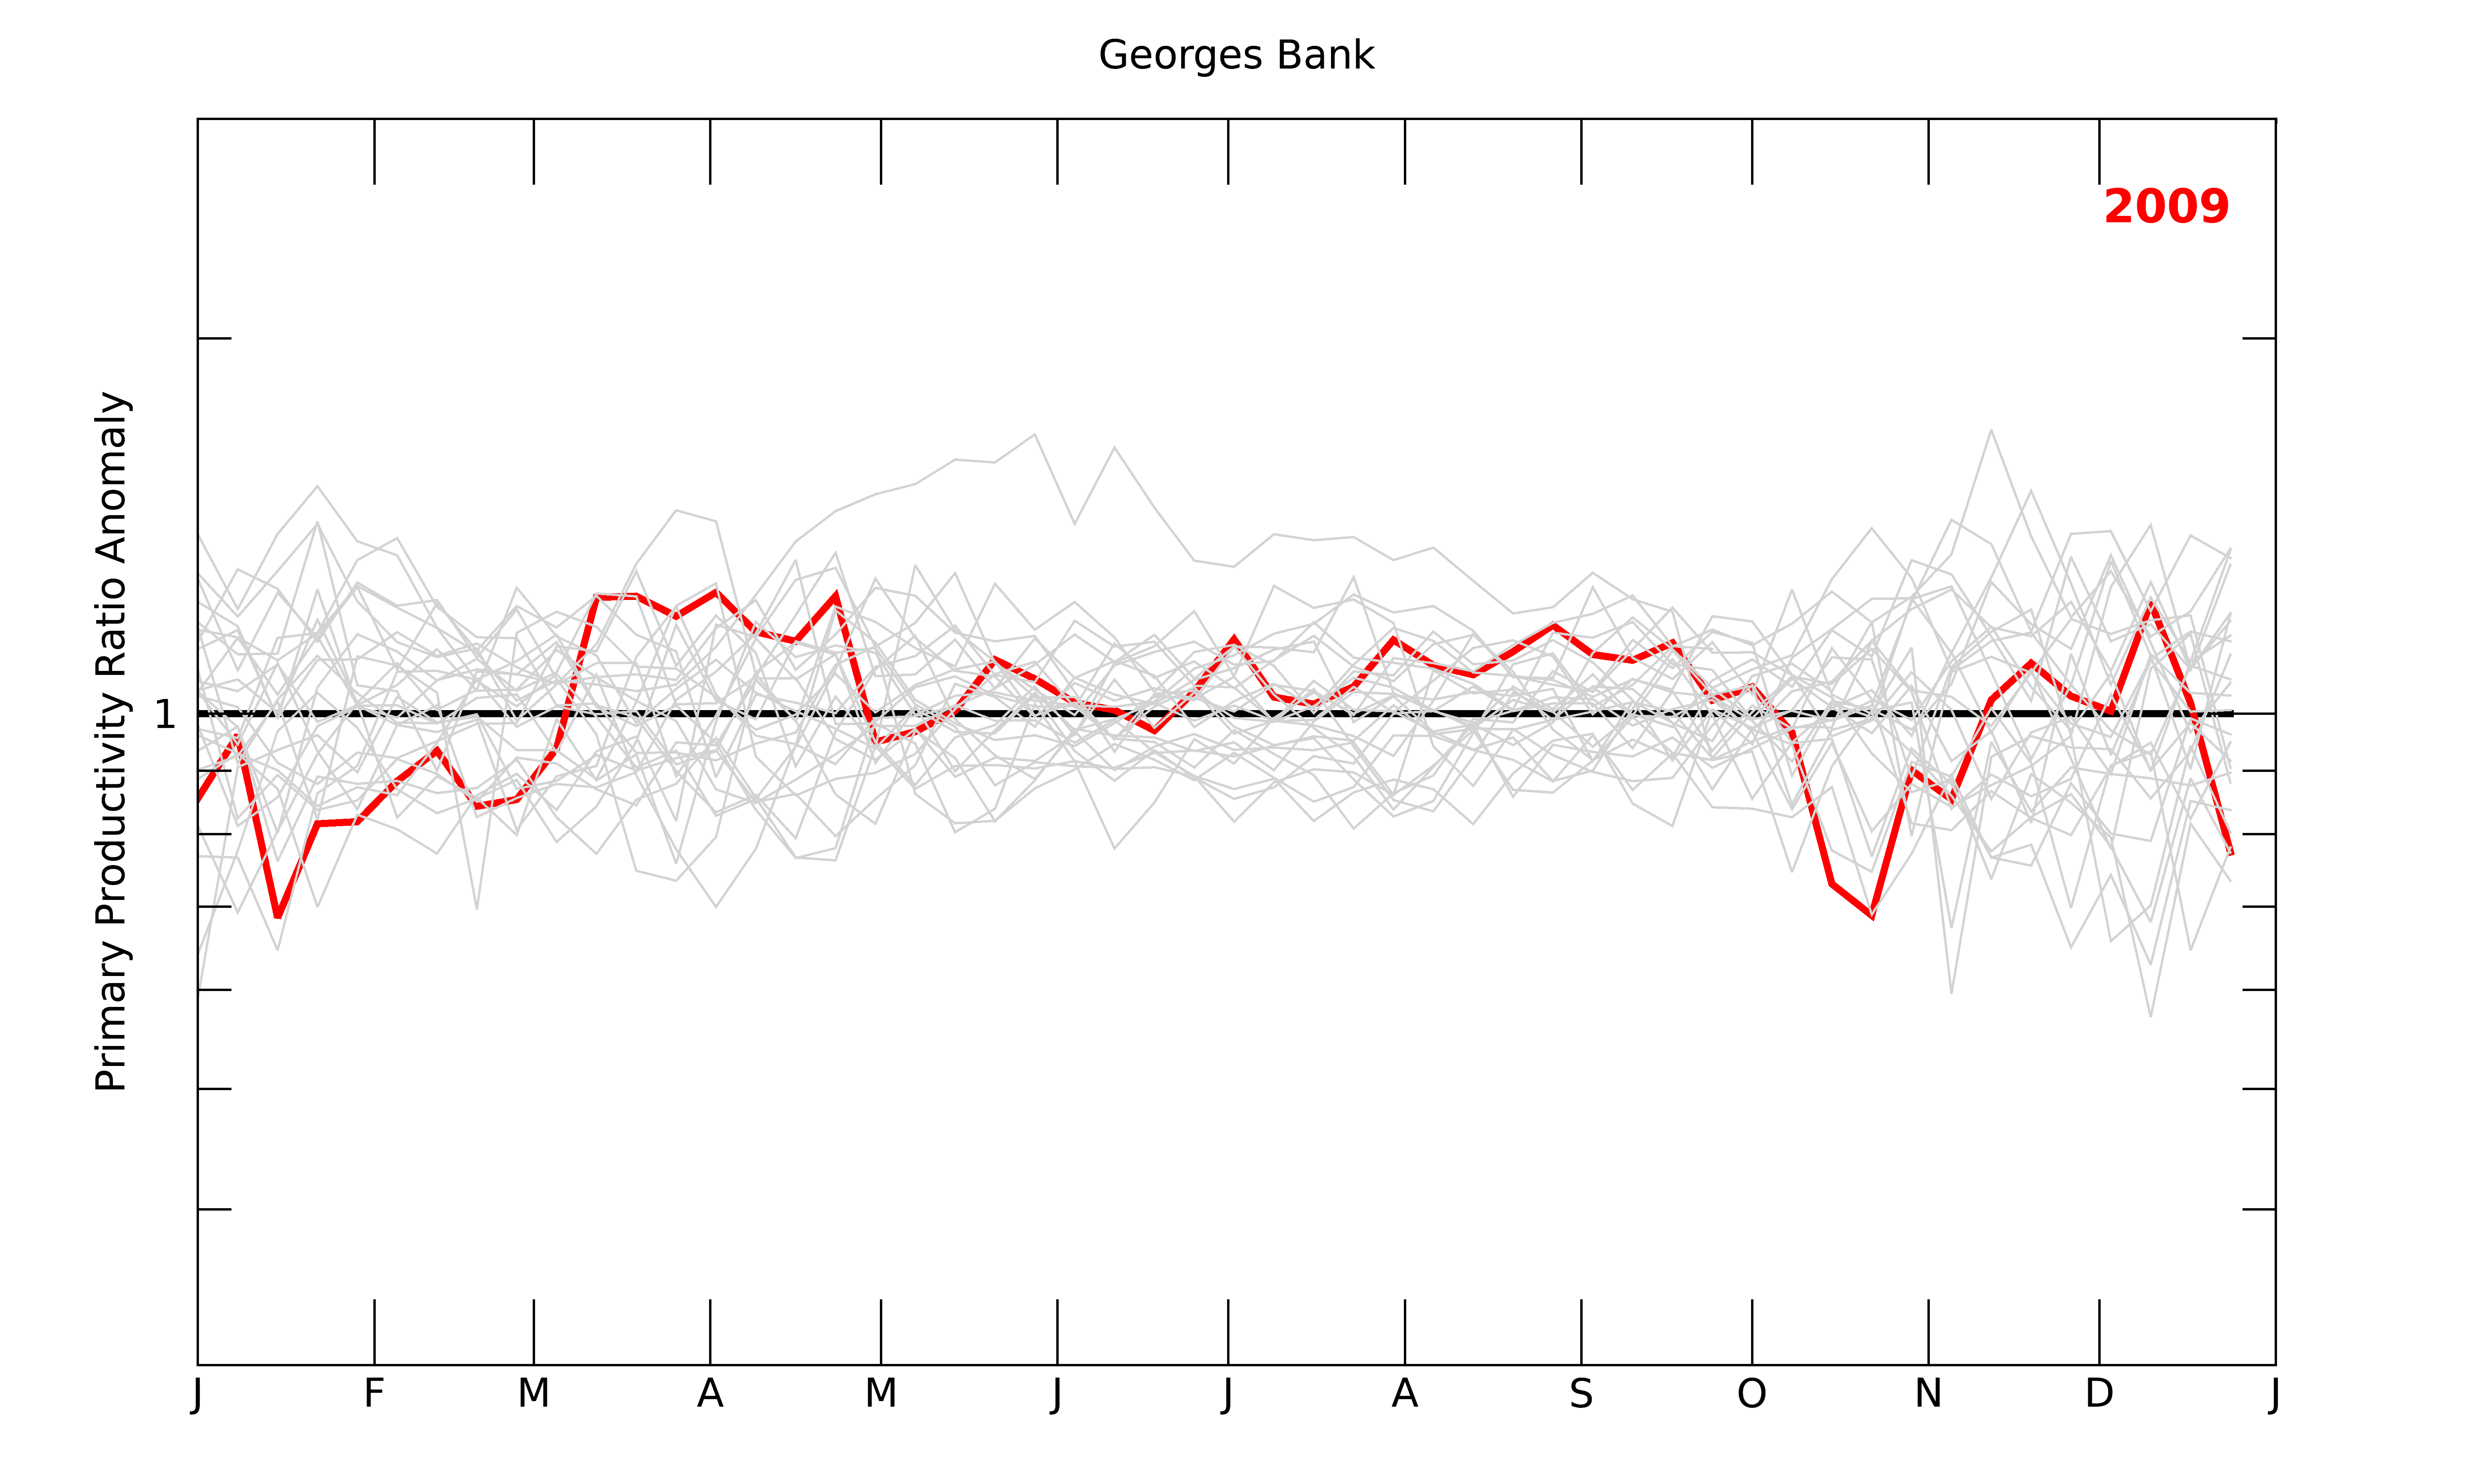 Georges Bank
2009
Primary Productivity Ratio Anomaly
1
J F M A M J J A S O N D J